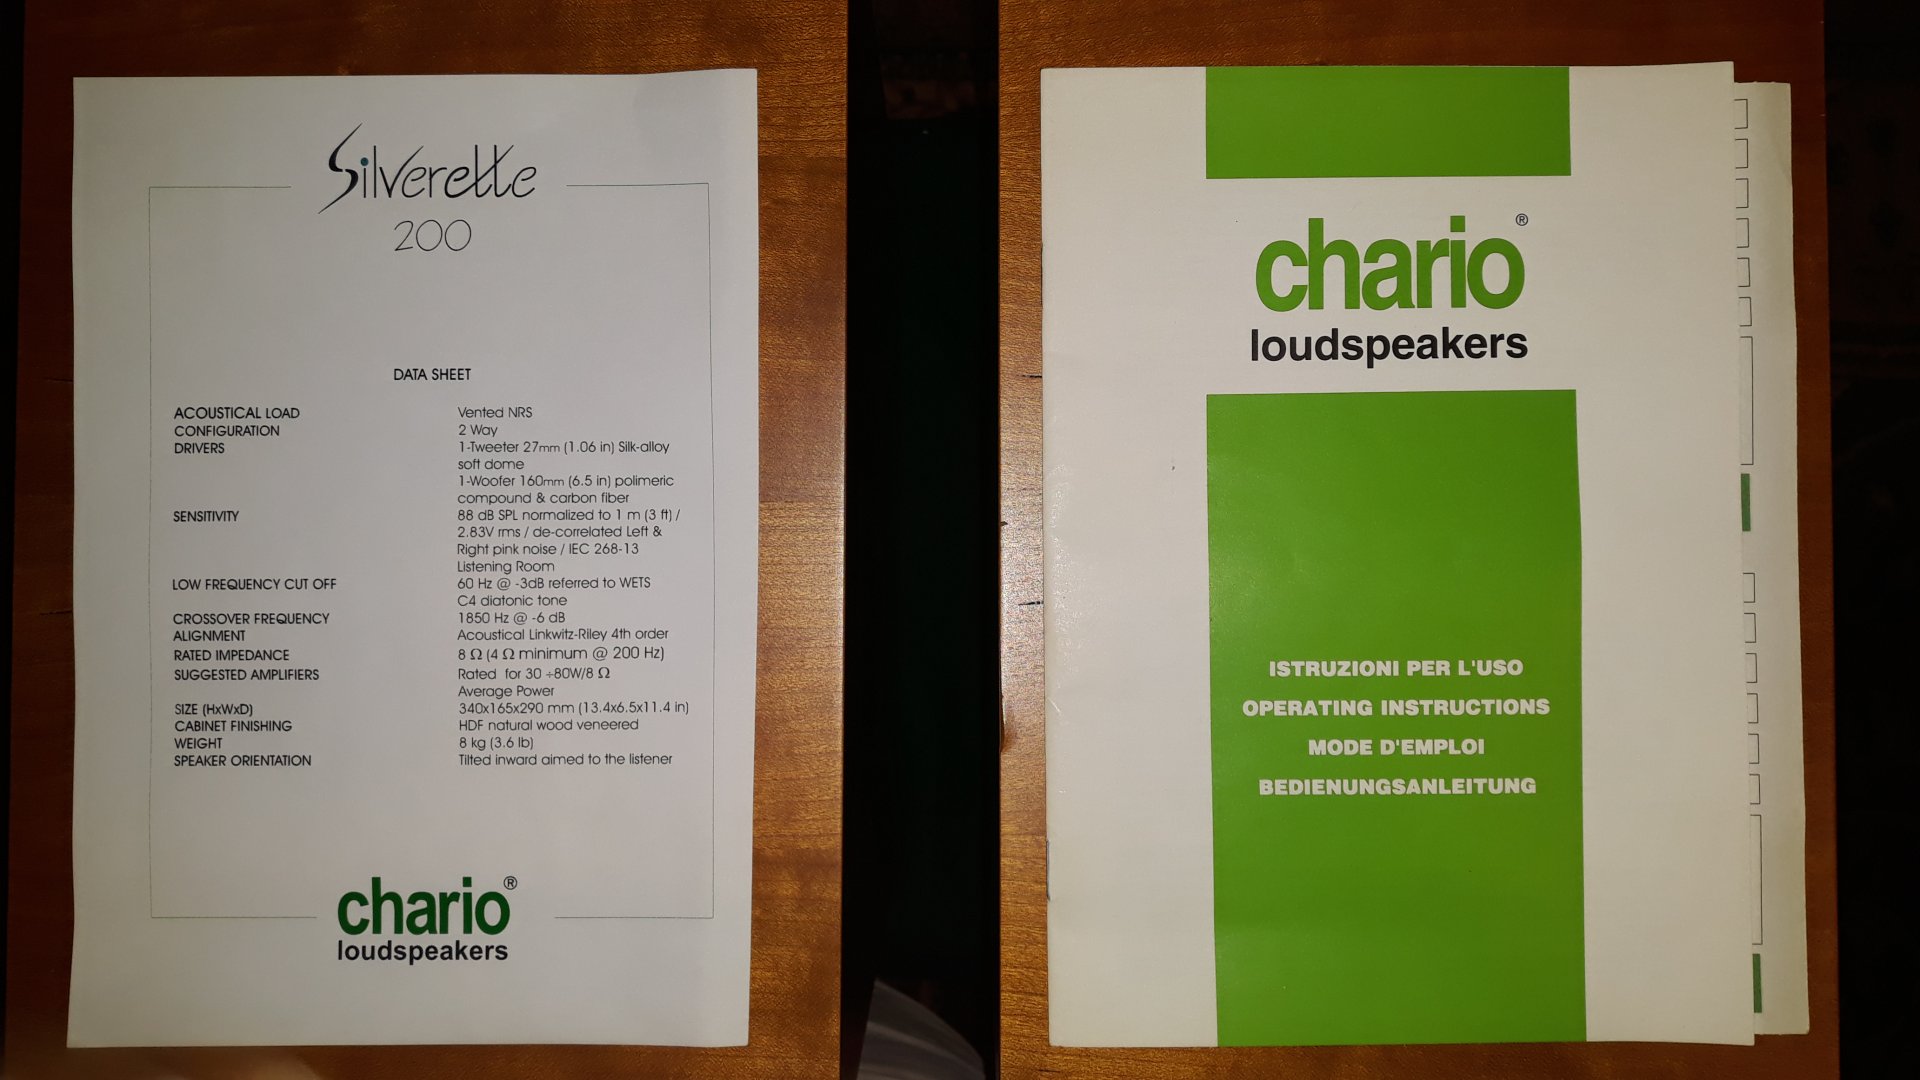 Silverette
200
DATA SHEET
ACOUSTICAL LOAD Vented NRS
CONFIGURATION 2 Way
DRIVERS 1-Tweeter 27mm (1.06 in) Silk-alloy
soft dome
1-Woofer 160mm (6.5 in) polimeric
compound & carbon fiber
SENSITIVITY 88 dB SPL normalized to 1 m (3 ft) /
2.83V rms / de-correlated Left &
Right pink noise / IEC 268-13
Listening Room
LOW FREQUENCY CUT OFF 60 Hz @ -3dB referred to WETS
C4 diatonic tone
CROSSOVER FREQUENCY 1850 Hz @ -6 dB
ALIGNMENT Acoustical Linkwitz-Riley 4th order
RATED IMPEDANCE 8 Ω (4 Ω minimum @ 200 Hz)
SUGGESTED AMPLIFIERS Rated for 30 ÷80W/8 Ω
Average Power
SIZE (HxWxD) 340x165x290 mm (13.4x6.5x11.4 in)
CABINET FINISHING HDF natural wood veneered
WEIGHT 8 kg (3.6 lb)
SPEAKER ORIENTATION Tilted inward aimed to the listener
chario®
loudspeakers
chario®
loudspeakers
ISTRUZIONI PER L'USO
OPERATING INSTRUCTIONS
MODE D'EMPLOI
BEDIENUNGSANLEITUNG